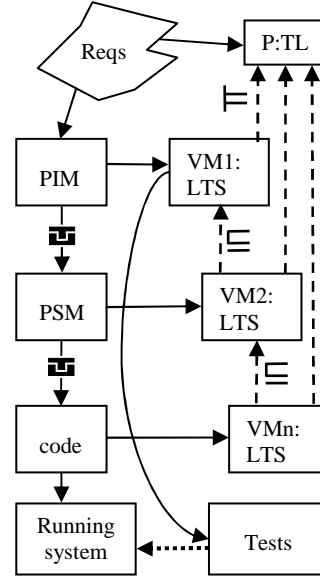 Reqs
P:TL
PIM
VM1:
LTS
⊨
PSM
VM2:
LTS
⊑
⊑
code
VMn:
LTS
Running
system
Tests